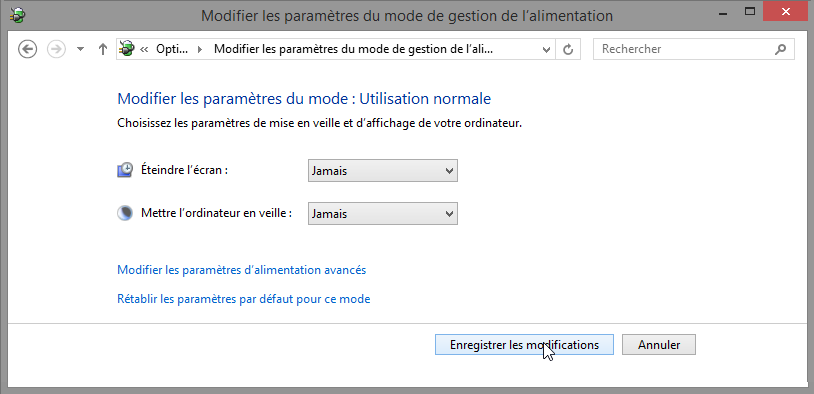 Modifier les paramètres du mode de gestion de l'alimentation
« Opti... Modifier les paramètres du mode de gestion de l'ali... Rechercher
Modifier les paramètres du mode : Utilisation normale
Choisissez les paramètres de mise en veille et d'affichage de votre ordinateur.
Éteindre l'écran : Jamais
Mettre l'ordinateur en veille : Jamais
Modifier les paramètres d'alimentation avancés
Rétablir les paramètres par défaut pour ce mode
Enregistrer les modifications Annuler